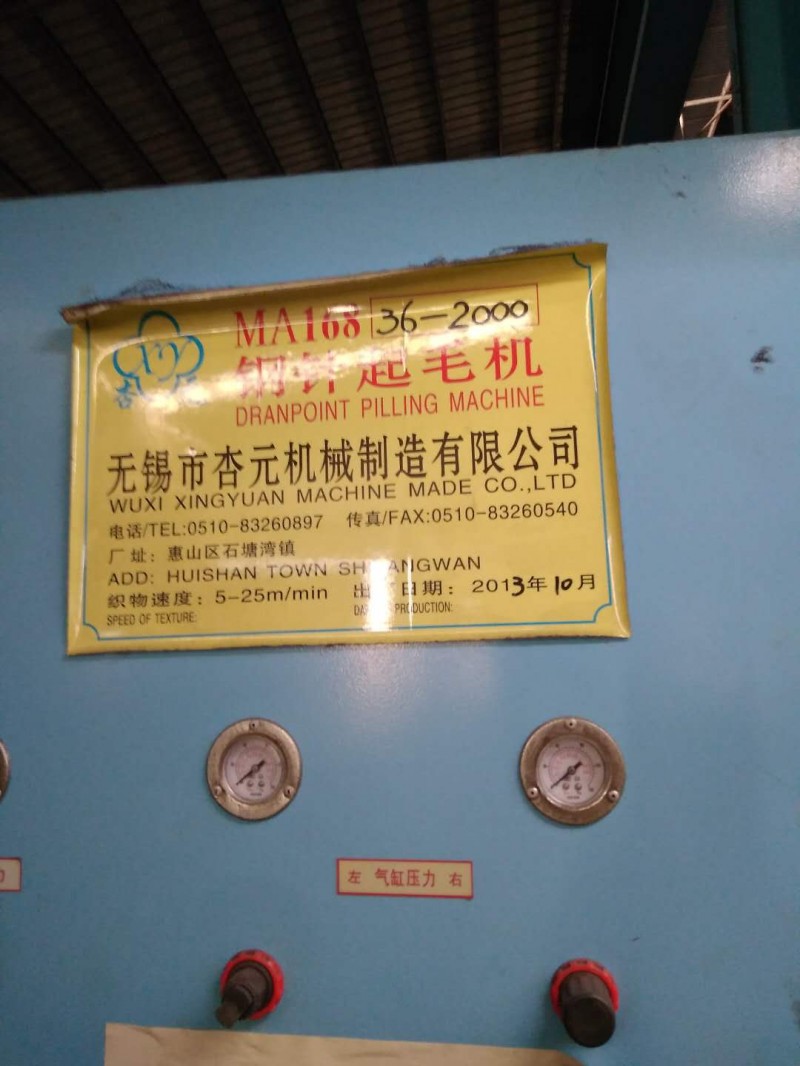 MA168 36-2000
钢针起毛机
DRANPOINT PILLING MACHINE
无锡市杏元机械制造有限公司
WUXI XINGYUAN MACHINE MADE CO.,LTD
电话/TEL:0510-83260897 传真/FAX:0510-83260540
厂址：惠山区石塘湾镇
ADD: HUISHAN TOWN SH ANGWAN
织物速度：5-25m/min 出 日期：2013年10月
SPEED OF TEXTURE: PRODUCTION:
左 气缸压力 右